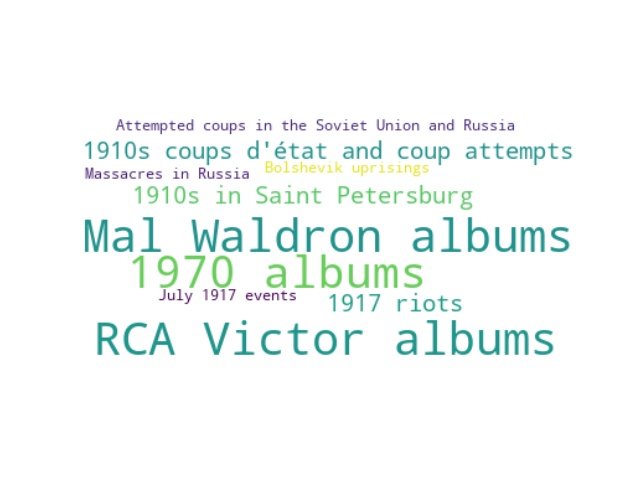 Attempted coups in the Soviet Union and Russia
1910s coups d'état and coup attempts
Bolshevik uprisings
Massacres in Russia
1910s in Saint Petersburg
Mal Waldron albums
1970 albums
July 1917 events
1917 riots
RCA Victor albums